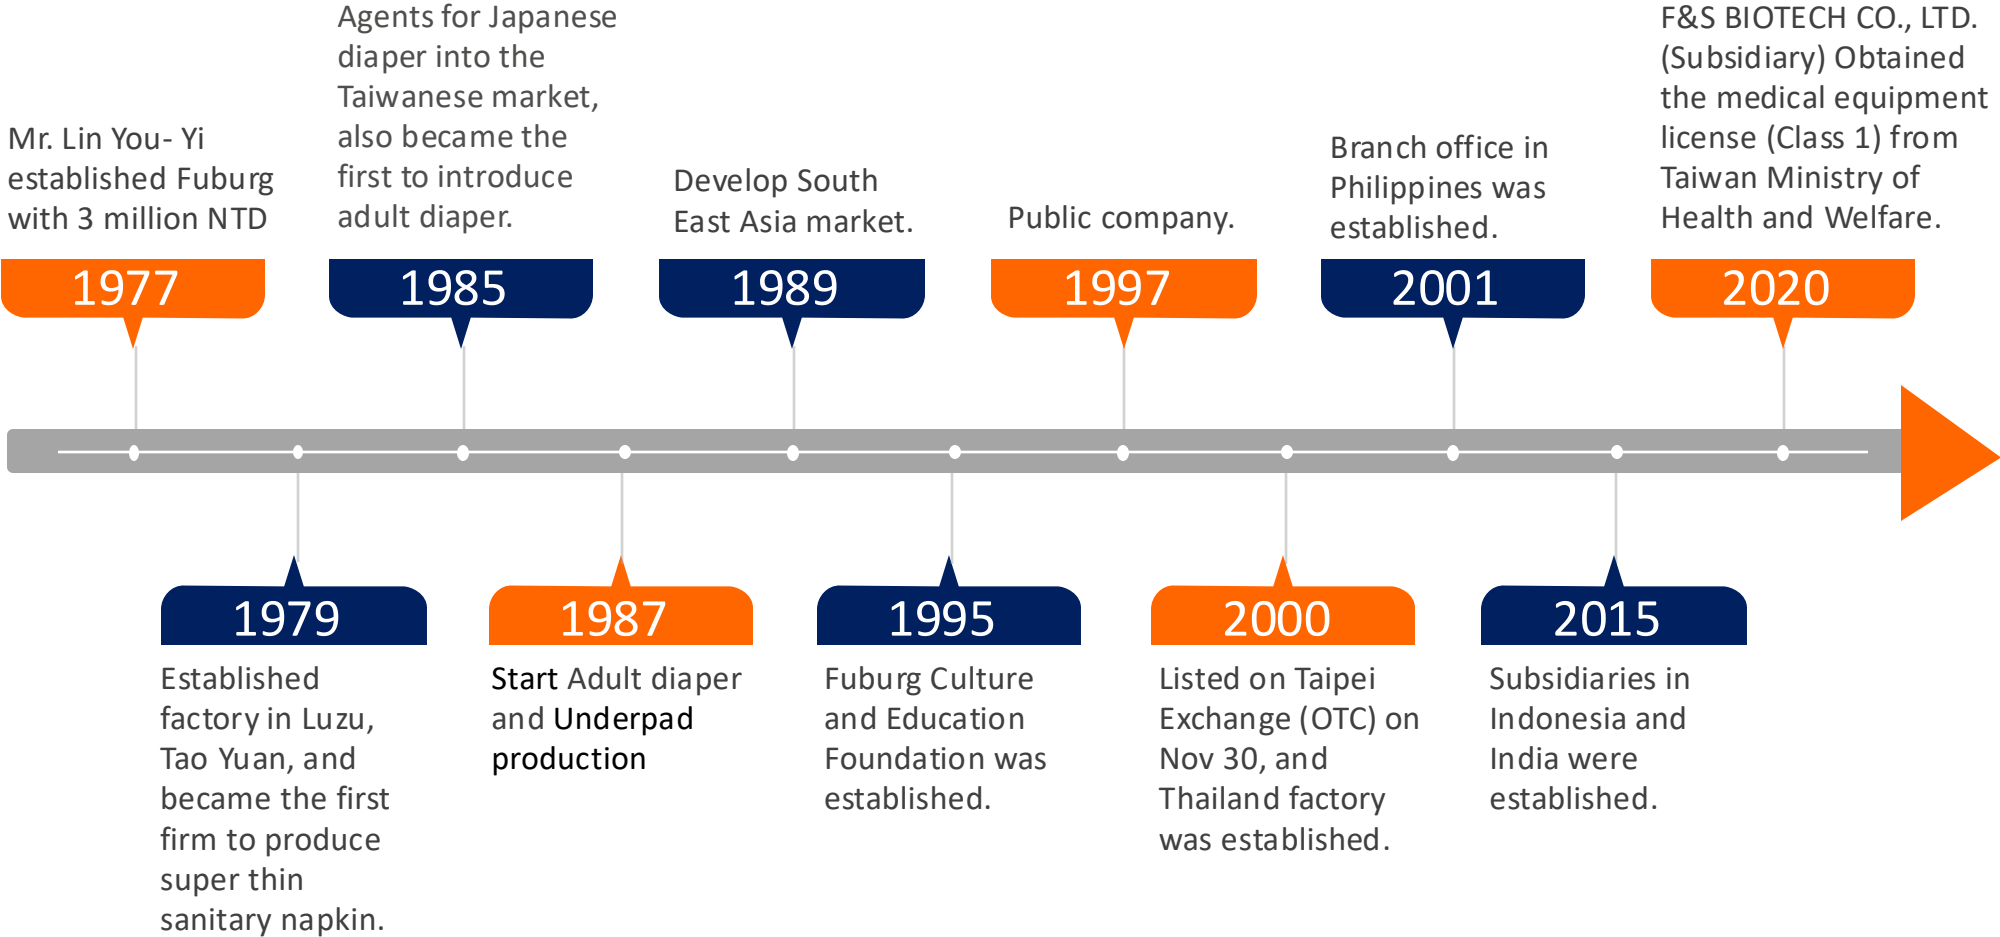 Mr. Lin You- Yi
established Fuburg
with 3 million NTD
1977
Agents for Japanese
diaper into the
Taiwanese market,
also became the
first to introduce
adult diaper.
1985
Develop South
East Asia market.
1989
Public company.
1997
Branch office in
Philippines was
established.
2001
F&S BIOTECH CO., LTD.
(Subsidiary) Obtained
the medical equipment
license (Class 1) from
Taiwan Ministry of
Health and Welfare.
2020
1979
Established
factory in Luzu,
Tao Yuan, and
became the first
firm to produce
super thin
sanitary napkin.
1987
Start Adult diaper
and Underpad
production
1995
Fuburg Culture
and Education
Foundation was
established.
2000
Listed on Taipei
Exchange (OTC) on
Nov 30, and
Thailand factory
was established.
2015
Subsidiaries in
Indonesia and
India were
established.